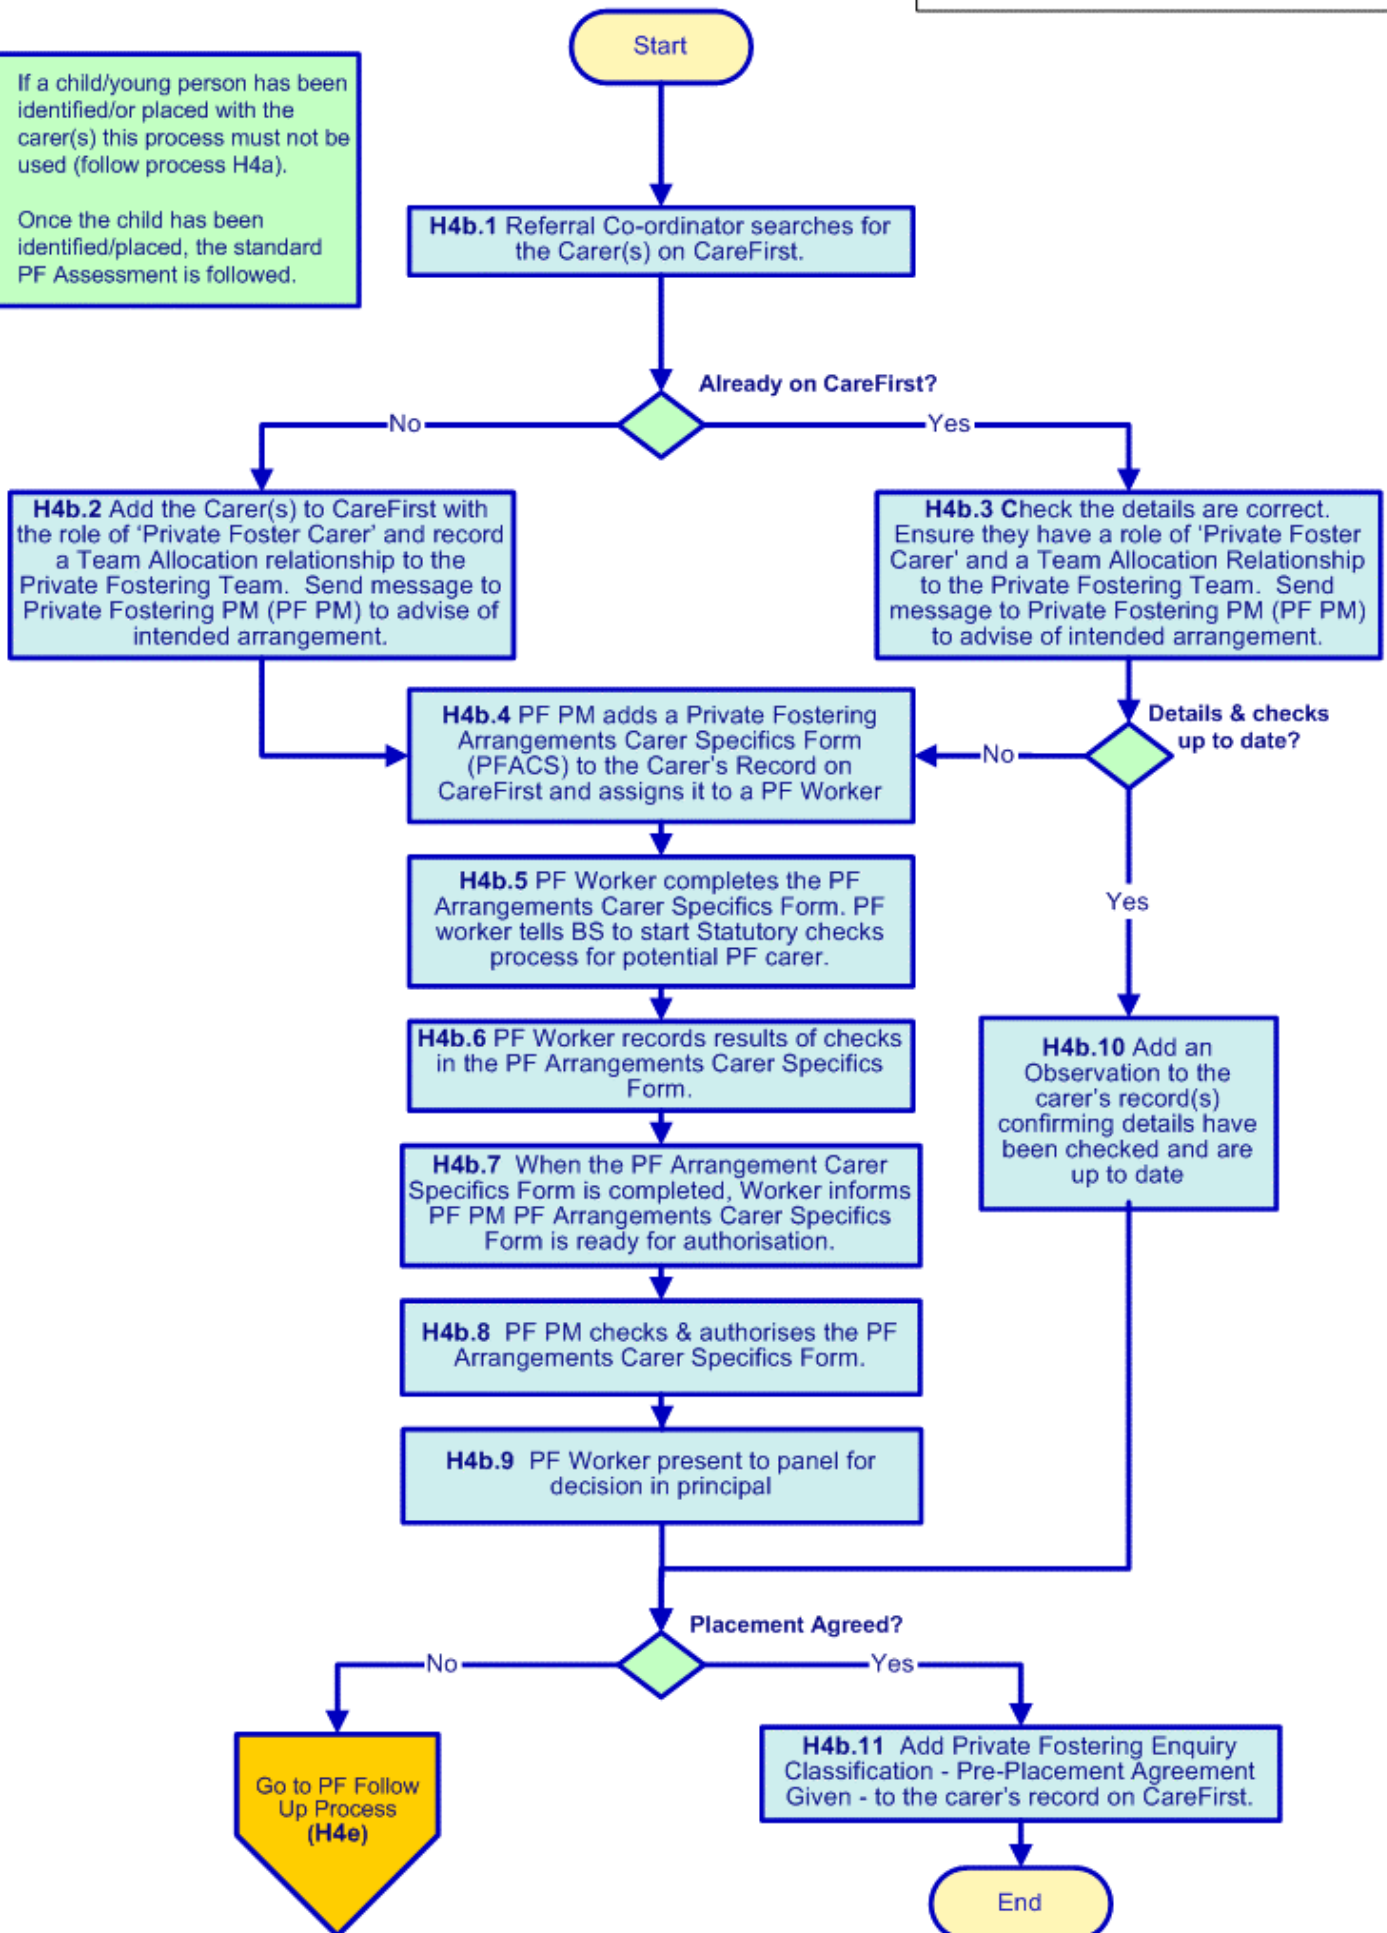 Start
If a child/young person has been
identified/or placed with the
carer(s) this process must not be
used (follow process H4a).
Once the child has been
identified/placed, the standard
PF Assessment is followed.
H4b.1 Referral Co-ordinator searches for
the Carer(s) on CareFirst.
Already on CareFirst?
No
Yes
H4b.2 Add the Carer(s) to CareFirst with
the role of ‘Private Foster Carer’ and record
a Team Allocation relationship to the
Private Fostering Team.  Send message to
Private Fostering PM (PF PM) to advise of
intended arrangement.
H4b.3 Check the details are correct.
Ensure they have a role of ‘Private Foster
Carer’ and a Team Allocation Relationship
to the Private Fostering Team.  Send
message to Private Fostering PM (PF PM)
to advise of intended arrangement.
H4b.4 PF PM adds a Private Fostering
Arrangements Carer Specifics Form
(PFACS) to the Carer’s Record on
CareFirst and assigns it to a PF Worker
Details & checks
up to date?
No
Yes
H4b.5 PF Worker completes the PF
Arrangements Carer Specifics Form. PF
worker tells BS to start Statutory checks
process for potential PF carer.
H4b.6 PF Worker records results of checks
in the PF Arrangements Carer Specifics
Form.
H4b.10 Add an
Observation to the
carer’s record(s)
confirming details have
been checked and are
up to date
H4b.7  When the PF Arrangement Carer
Specifics Form is completed, Worker informs
PF PM PF Arrangements Carer Specifics
Form is ready for authorisation.
H4b.8  PF PM checks & authorises the PF
Arrangements Carer Specifics Form.
H4b.9  PF Worker present to panel for
decision in principal
Placement Agreed?
No
Yes
Go to PF Follow
Up Process
(H4e)
H4b.11  Add Private Fostering Enquiry
Classification - Pre-Placement Agreement
Given - to the carer’s record on CareFirst.
End